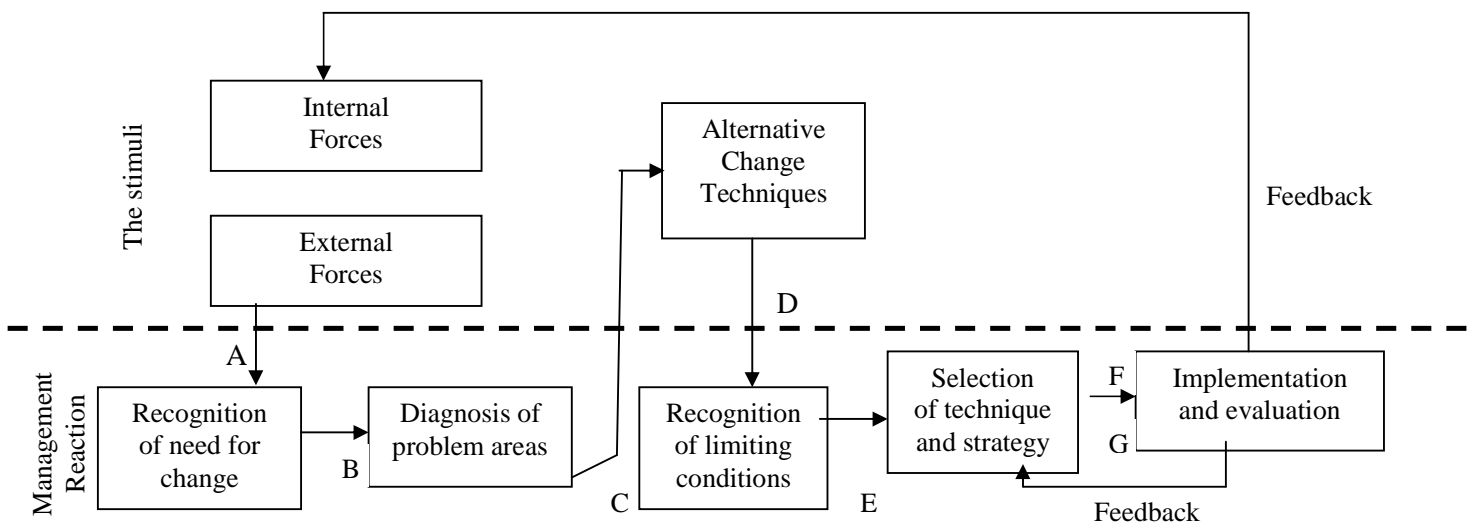 The stimuli
Internal
Forces
External
Forces
Alternative
Change
Techniques
Feedback
A
D
Management
Reaction
Recognition
of need for
change
B
Diagnosis of
problem areas
C
Recognition
of limiting
conditions
E
Selection
of technique
and strategy
F
G
Implementation
and evaluation
Feedback